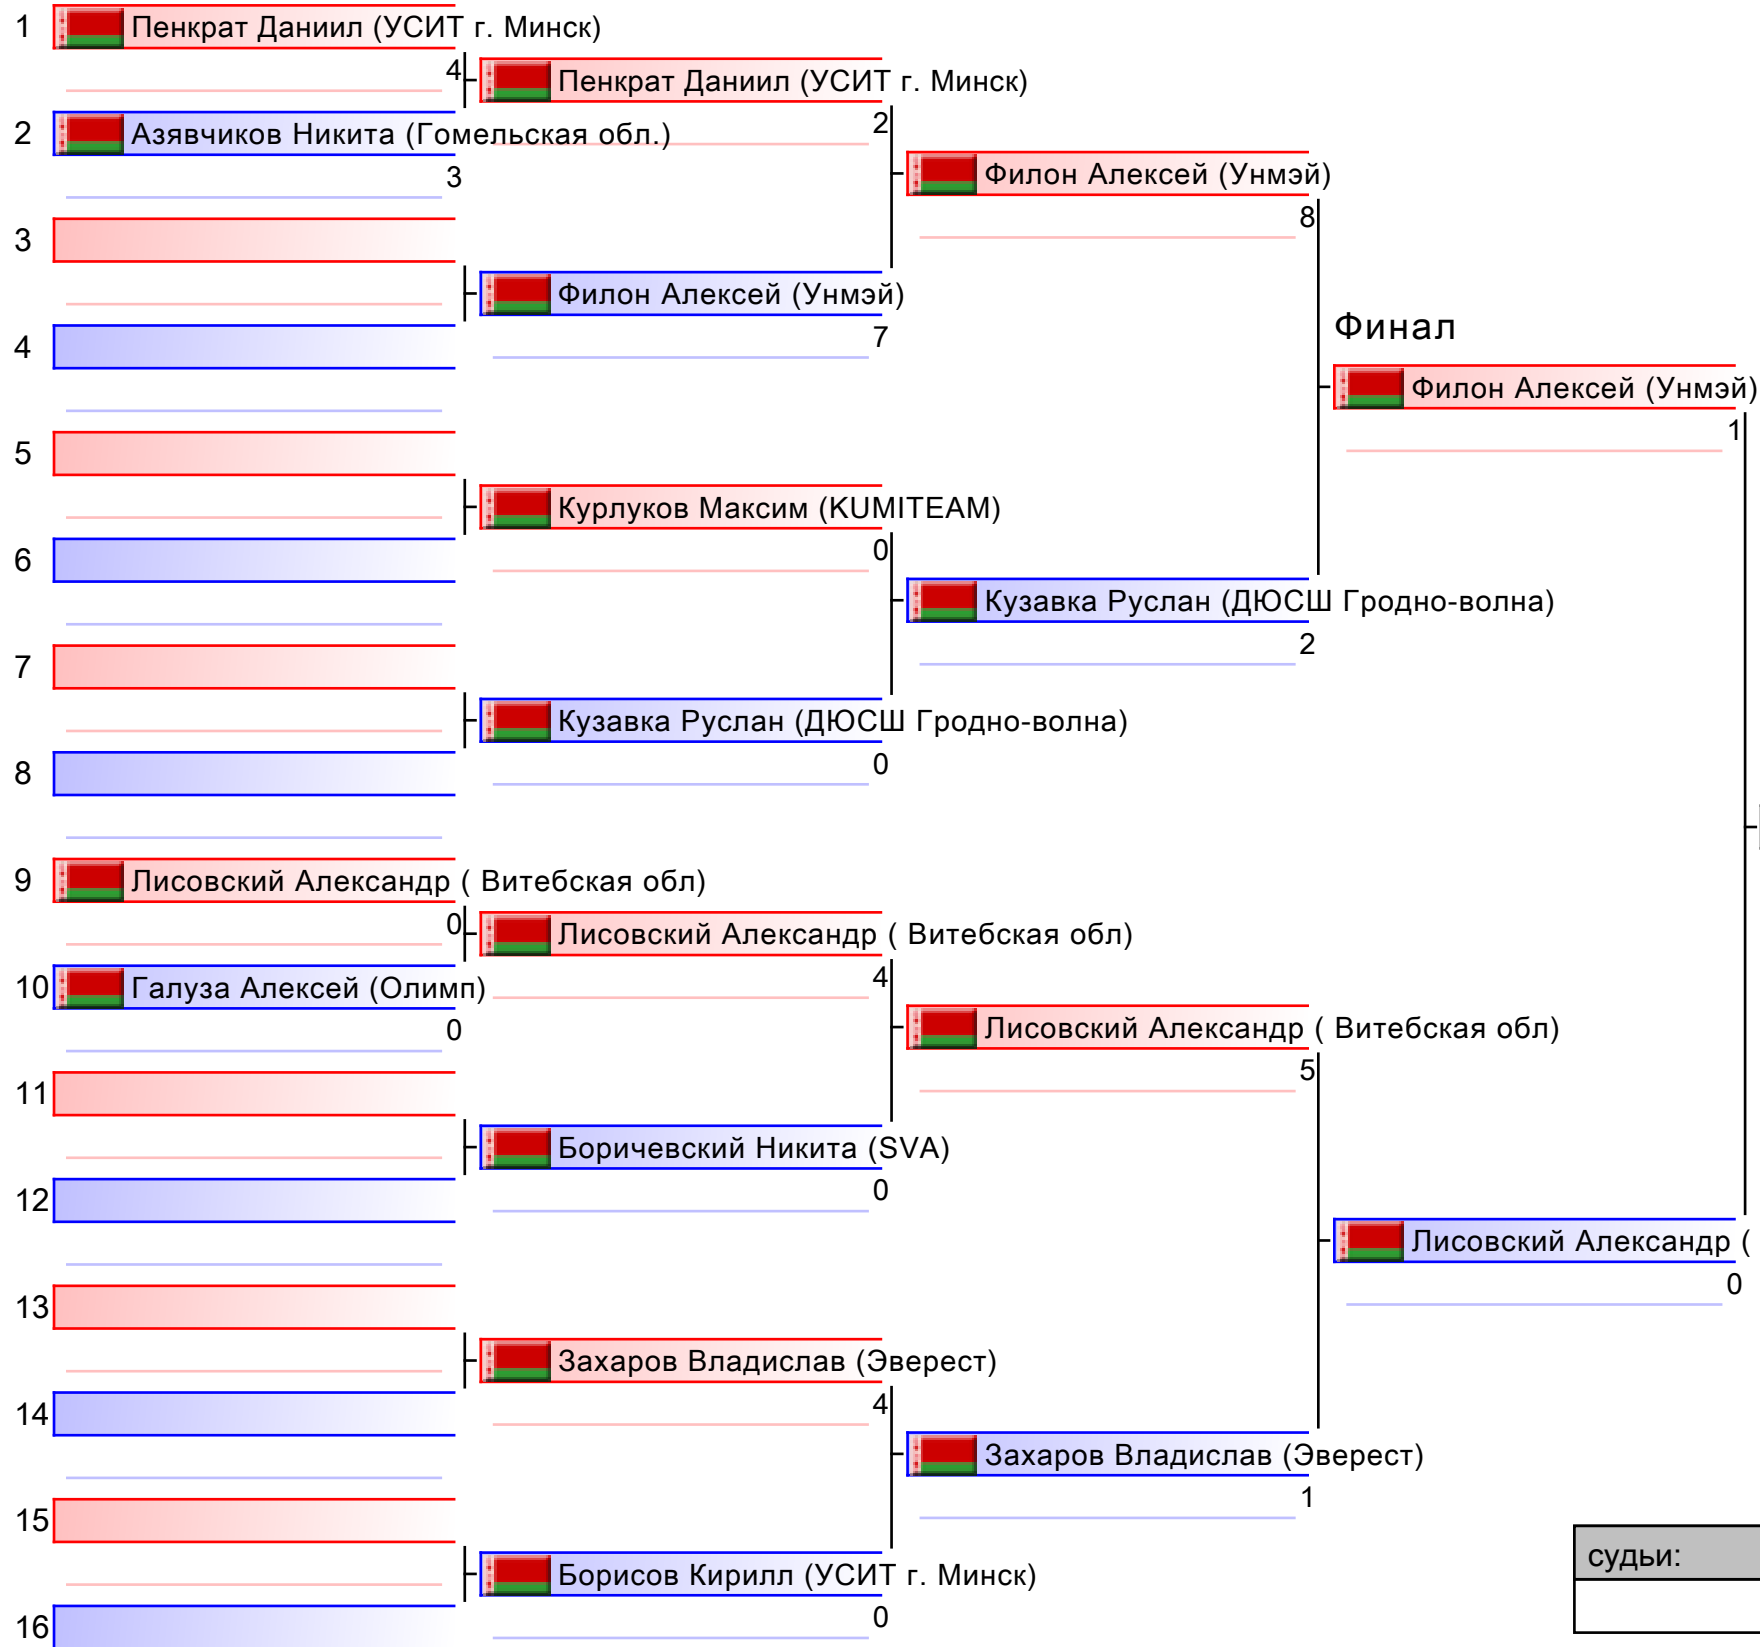 1 Пенкрат Даниил (УСИТ г. Минск)
4
Пенкрат Даниил (УСИТ г. Минск)
2
2 Азявчиков Никита (Гомельская обл.)
3
Филон Алексей (Унмэй)
8
3
Филон Алексей (Унмэй)
7
4
Финал
Филон Алексей (Унмэй)
1
5
Курлуков Максим (KUMITEAM)
0
6
Кузавка Руслан (ДЮСШ Гродно-волна)
2
7
Кузавка Руслан (ДЮСШ Гродно-волна)
0
8
9 Лисовский Александр ( Витебская обл)
0
Лисовский Александр ( Витебская обл)
4
10 Галуза Алексей (Олимп)
0
Лисовский Александр ( Витебская обл)
5
11
Боричевский Никита (SVA)
0
12
Лисовский Александр (
0
13
Захаров Владислав (Эверест)
4
14
Захаров Владислав (Эверест)
1
15
судьи:
Борисов Кирилл (УСИТ г. Минск)
0
16